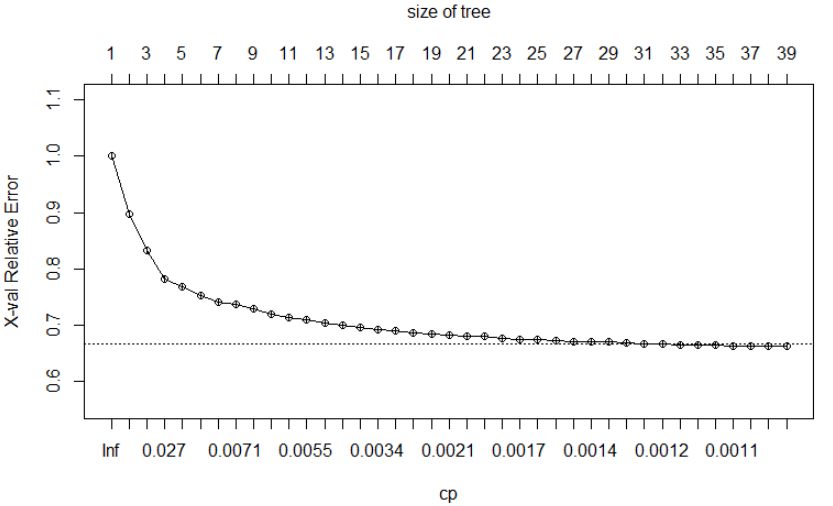 size of tree
1 3 5 7 9 11 13 15 17 19 21 23 25 27 29 31 33 35 37 39
X-val Relative Error
1.1
1.0
0.9
0.8
0.7
0.6
Inf 0.027 0.0071 0.0055 0.0034 0.0021 0.0017 0.0014 0.0012 0.0011
cp